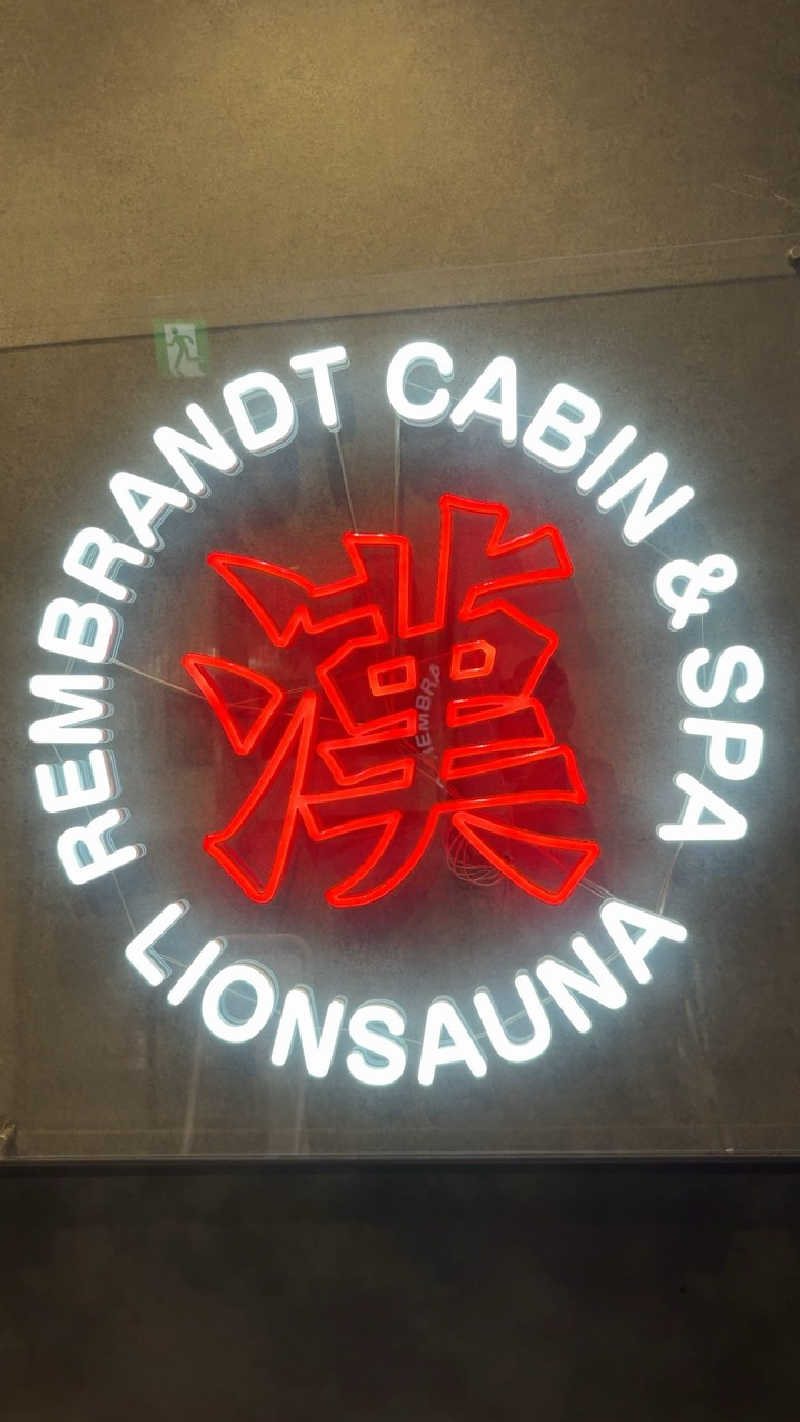 REMBRANDT CABIN & SPA
漢
LIONSAUNA